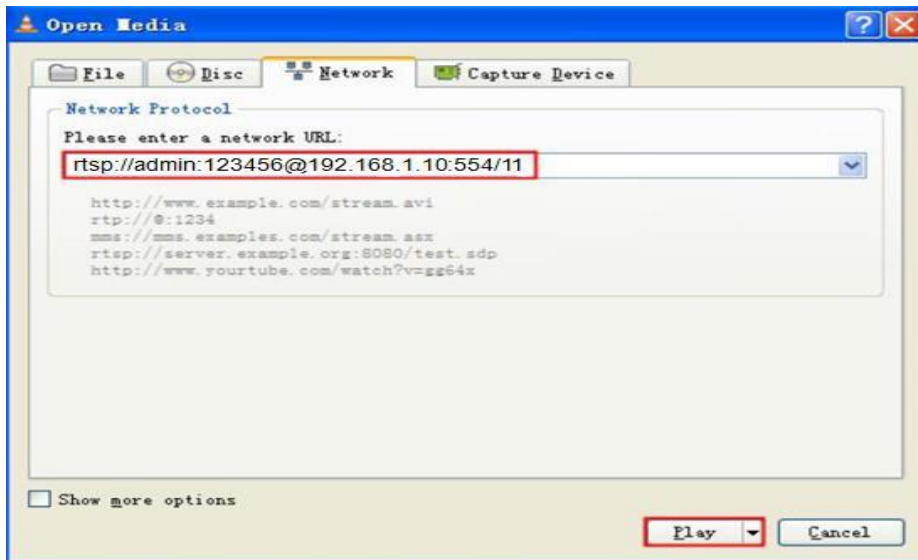 Open Media
File Disc Network Capture Device
Network Protocol
Please enter a network URL:
rtsp://admin:123456@192.168.1.10:554/11
http://www.example.com/stream.avi
rtp://@:1234
mms://mms.examples.com/stream.asx
rtsp://server.example.org:8080/test.sdp
http://www.yourtube.com/watch?v=gg64x
Show more options
Play Cancel